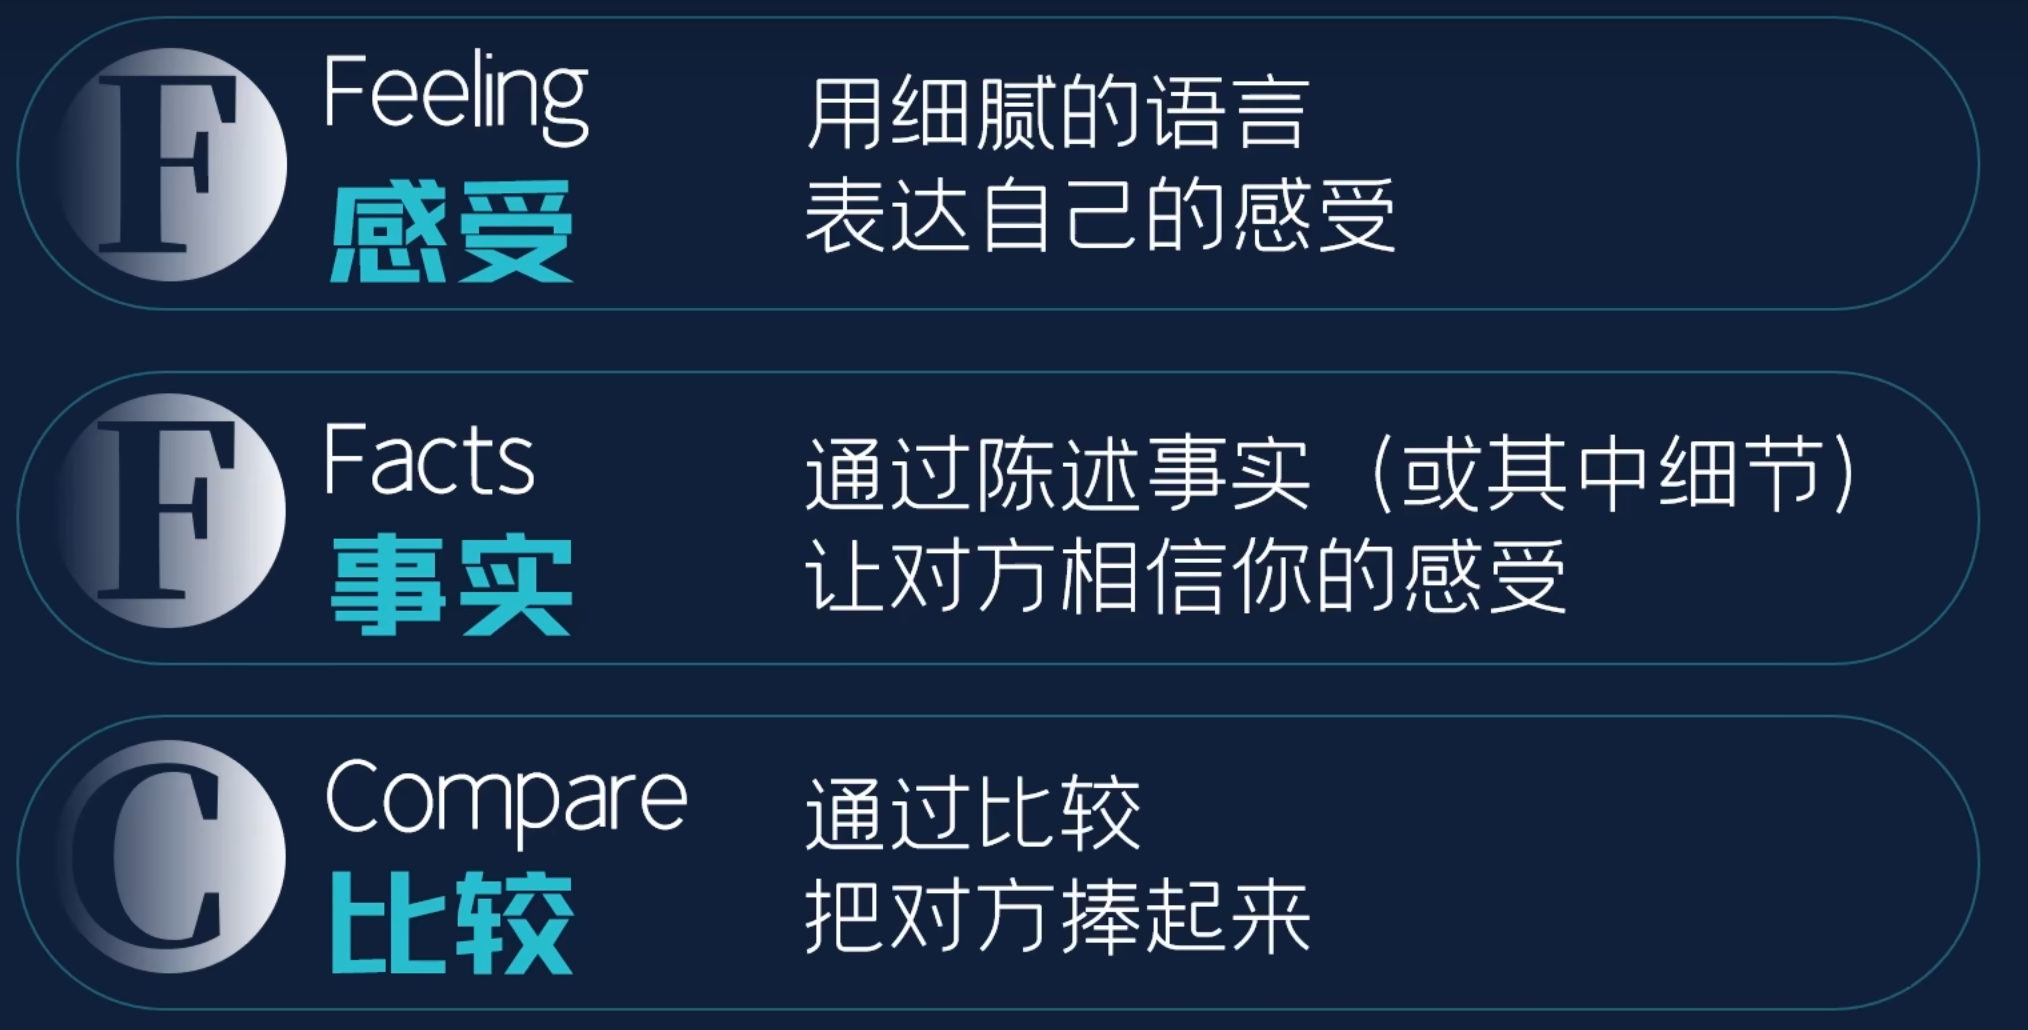 F
Feeling
感受
用细腻的语言
表达自己的感受
F
Facts
事实
通过陈述事实（或其中细节）
让对方相信你的感受
C
Compare
比较
通过比较
把对方捧起来